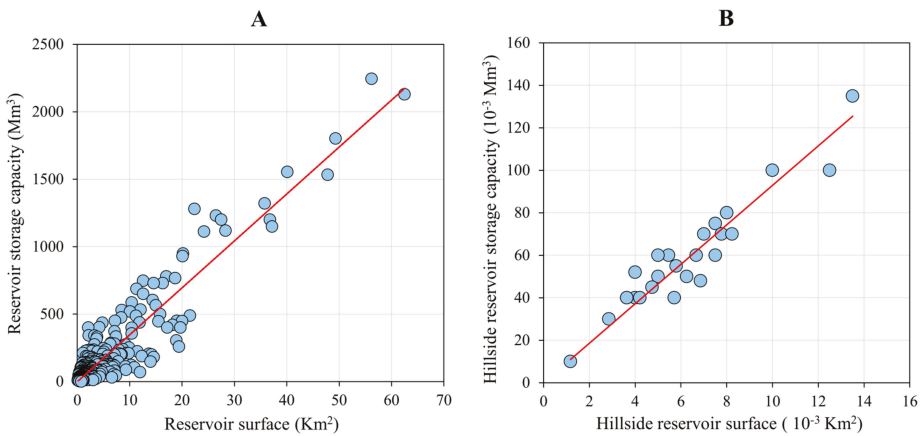 A
2500
2000
1500
1000
500
0
Reservoir storage capacity (Mm³)
0 10 20 30 40 50 60 70
Reservoir surface (Km²)
B
160
140
120
100
80
60
40
20
0
Hillside reservoir storage capacity (10⁻³ Mm³)
0 2 4 6 8 10 12 14 16
Hillside reservoir surface ( 10⁻³ Km²)